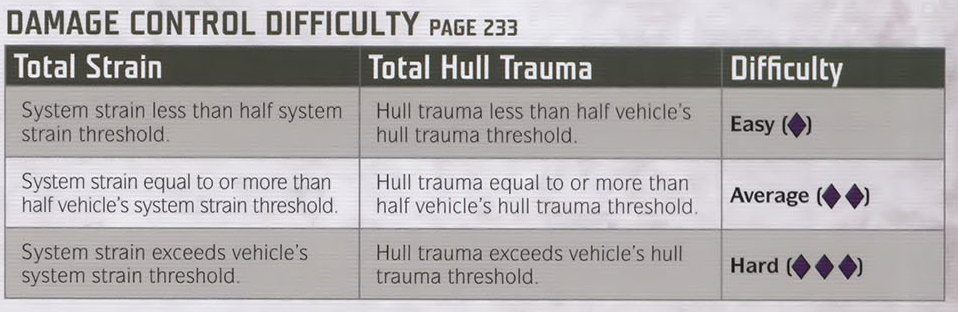 DAMAGE CONTROL DIFFICULTY PAGE 233
Total Strain
Total Hull Trauma
Difficulty
System strain less than half system
strain threshold.
Hull trauma less than half vehicle's
hull trauma threshold.
Easy (♦)
System strain equal to or more than
half vehicle's system strain threshold.
Hull trauma equal to or more than
half vehicle's hull trauma threshold.
Average (♦ ♦)
System strain exceeds vehicle's
system strain threshold.
Hull trauma exceeds vehicle's hull
trauma threshold.
Hard (♦ ♦ ♦)